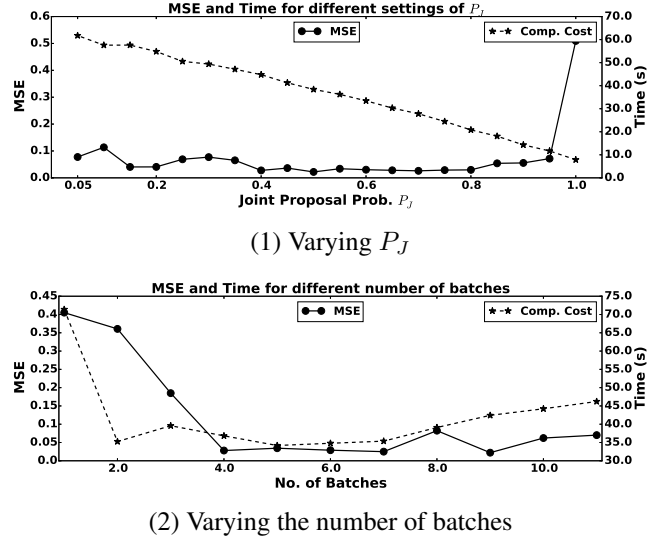 MSE and Time for different settings of P_J
MSE
Comp. Cost
0.6
0.5
0.4
0.3
0.2
0.1
0.0
MSE
70.0
60.0
50.0
40.0
30.0
20.0
10.0
0.0
Time (s)
0.05 0.2 0.4 0.6 0.8 1.0
Joint Proposal Prob. P_J
(1) Varying P_J
MSE and Time for different number of batches
MSE
Comp. Cost
0.45
0.4
0.35
0.3
0.25
0.2
0.15
0.1
0.05
0.0
MSE
75.0
70.0
65.0
60.0
55.0
50.0
45.0
40.0
35.0
30.0
Time (s)
2.0 4.0 6.0 8.0 10.0
No. of Batches
(2) Varying the number of batches